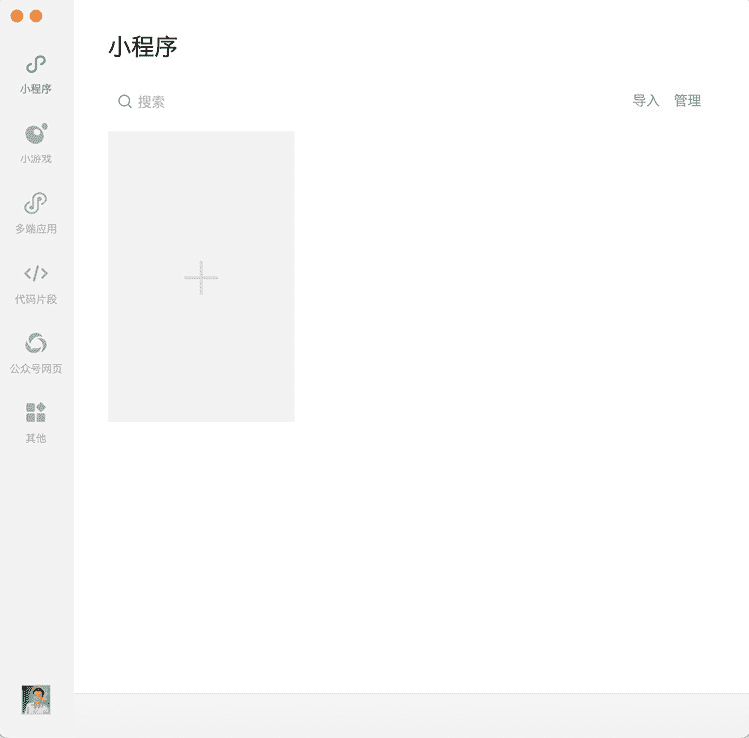 小程序
搜索
导入 管理
小程序
小游戏
多端应用
代码片段
公众号网页
其他